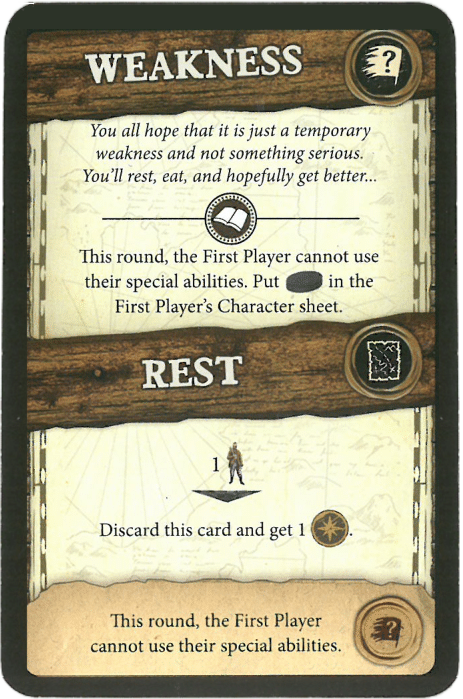 WEAKNESS
?
You all hope that it is just a temporary
weakness and not something serious.
You'll rest, eat, and hopefully get better...
This round, the First Player cannot use
their special abilities. Put in the
First Player's Character sheet.
REST
1
Discard this card and get 1 .
This round, the First Player
cannot use their special abilities.
?